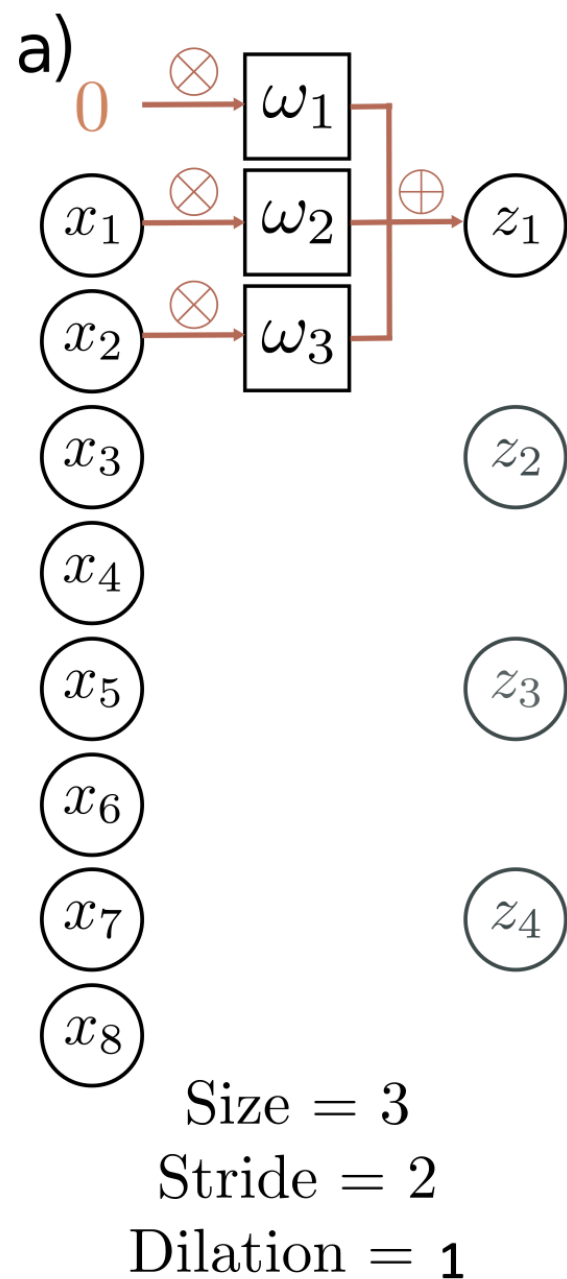 a)
0 ⊗ ω₁
x₁ ⊗ ω₂ ⊕ z₁
x₂ ⊗ ω₃
x₃ z₂
x₄
x₅ z₃
x₆
x₇ z₄
x₈
Size = 3
Stride = 2
Dilation = 1